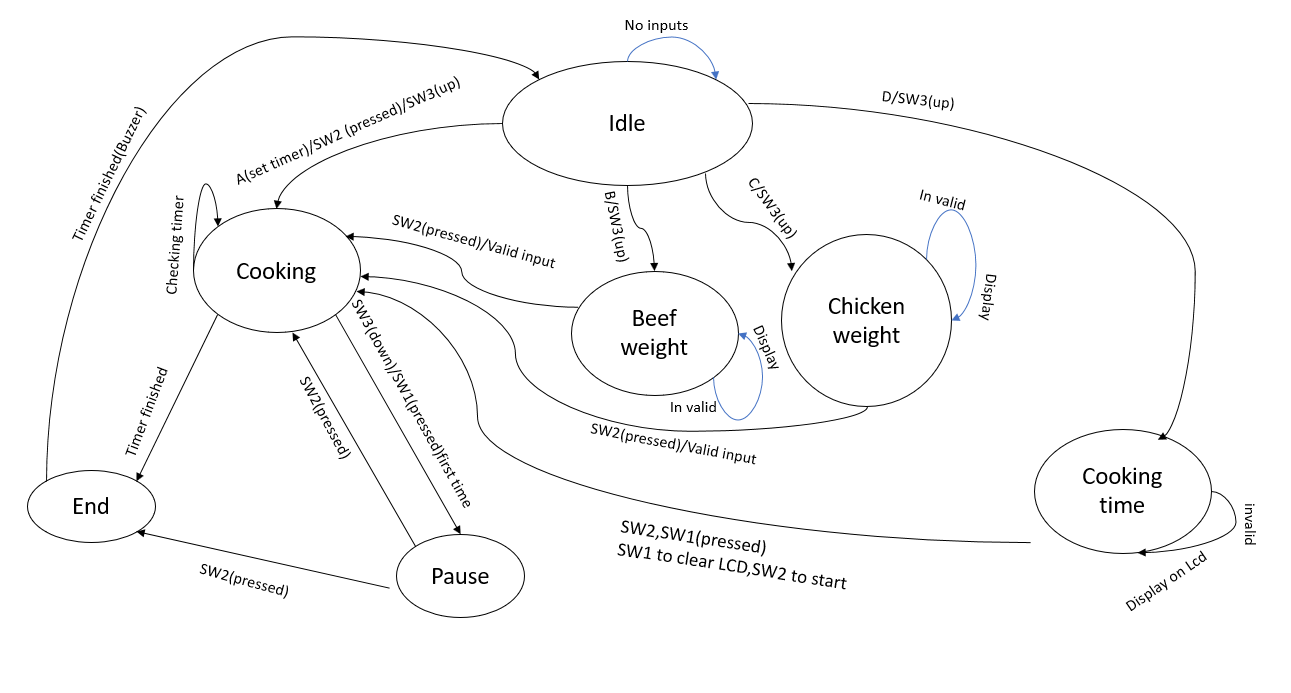 No inputs
Idle
D/SW3(up)
A(set timer)/SW2 (pressed)/SW3(up)
Timer finished(Buzzer)
B/SW3(up)
C/SW3(up)
In valid
Display
Checking timer
SW2(pressed)/Valid input
Cooking
Beef
weight
Chicken
weight
Display
In valid
SW3(down)/SW1(pressed)first time
SW2(pressed)
Timer finished
SW2(pressed)/Valid input
Cooking
time
invalid
Display on Lcd
End
SW2,SW1(pressed)
SW1 to clear LCD,SW2 to start
Pause
SW2(pressed)